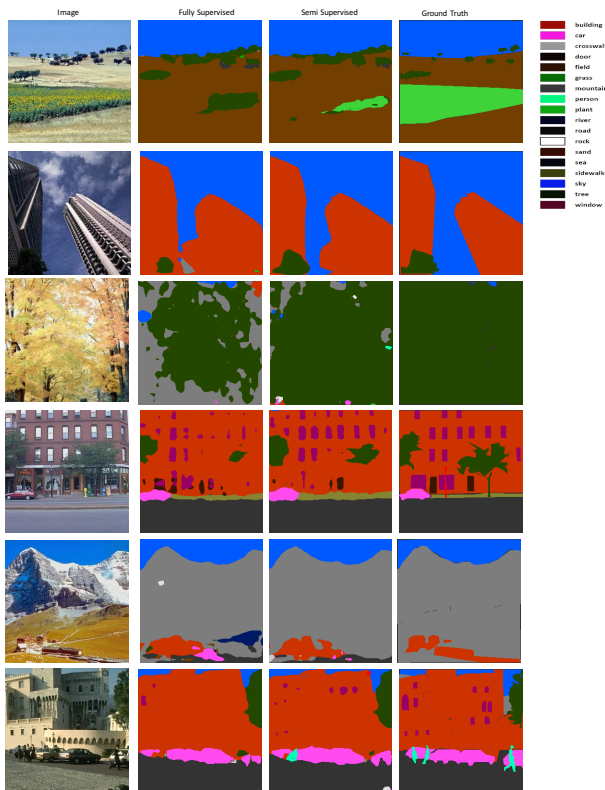 Image Fully Supervised Semi Supervised Ground Truth
building
car
crosswal
door
field
grass
mountain
person
plant
river
road
rock
sand
sea
sidewalk
sky
tree
window